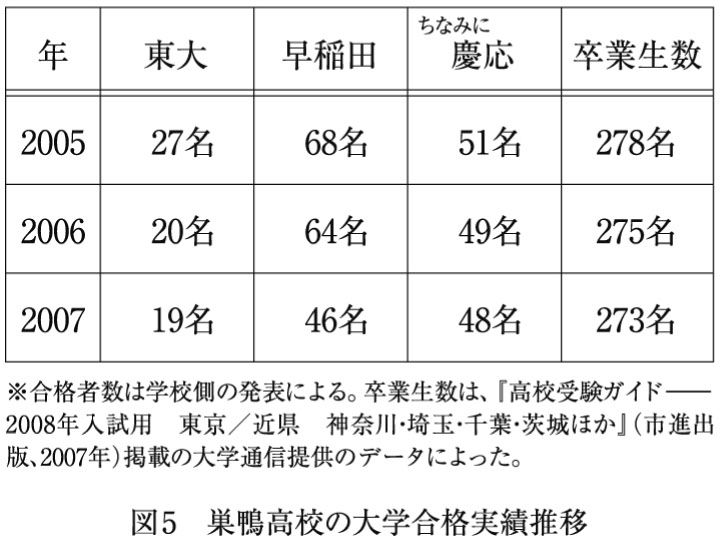 年 東大 早稲田 ちなみに 慶応 卒業生数
2005 27名 68名 51名 278名
2006 20名 64名 49名 275名
2007 19名 46名 48名 273名
※合格者数は学校側の発表による。卒業生数は、『高校受験ガイド――
2008年入試用　東京／近県　神奈川・埼玉・千葉・茨城ほか』（市進出
版、2007年）掲載の大学通信提供のデータによった。
図5　巣鴨高校の大学合格実績推移